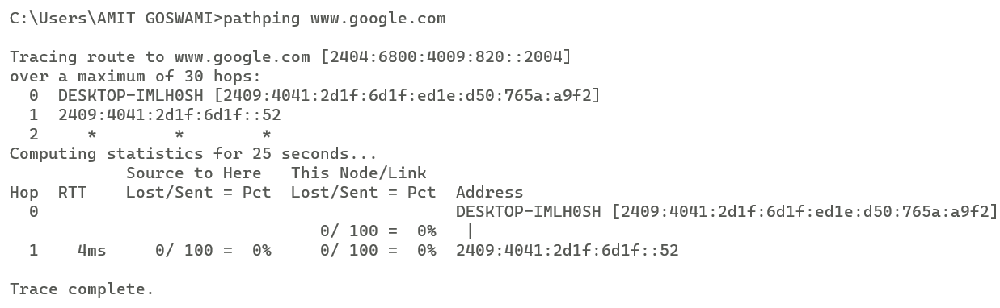 C:\Users\AMIT GOSWAMI>pathping www.google.com
Tracing route to www.google.com [2404:6800:4009:820::2004]
over a maximum of 30 hops:
  0  DESKTOP-IMLH0SH [2409:4041:2d1f:6d1f:ed1e:d50:765a:a9f2]
  1  2409:4041:2d1f:6d1f::52
  2     *        *        *
Computing statistics for 25 seconds...
            Source to Here   This Node/Link
Hop  RTT    Lost/Sent = Pct  Lost/Sent = Pct  Address
  0                                           DESKTOP-IMLH0SH [2409:4041:2d1f:6d1f:ed1e:d50:765a:a9f2]
                                0/ 100 =  0%   |
  1    4ms     0/ 100 =  0%     0/ 100 =  0%  2409:4041:2d1f:6d1f::52
Trace complete.